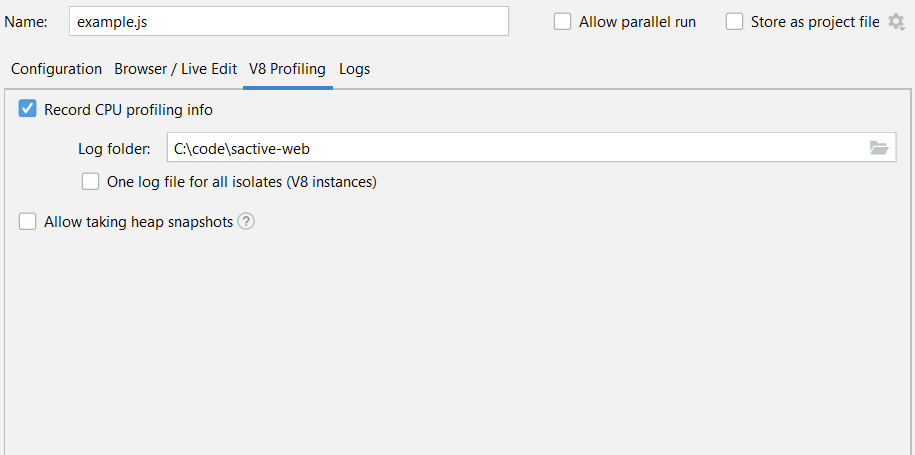 Name: example.js Allow parallel run Store as project file
Configuration Browser / Live Edit V8 Profiling Logs
Record CPU profiling info
Log folder: C:\code\sactive-web
One log file for all isolates (V8 instances)
Allow taking heap snapshots ?